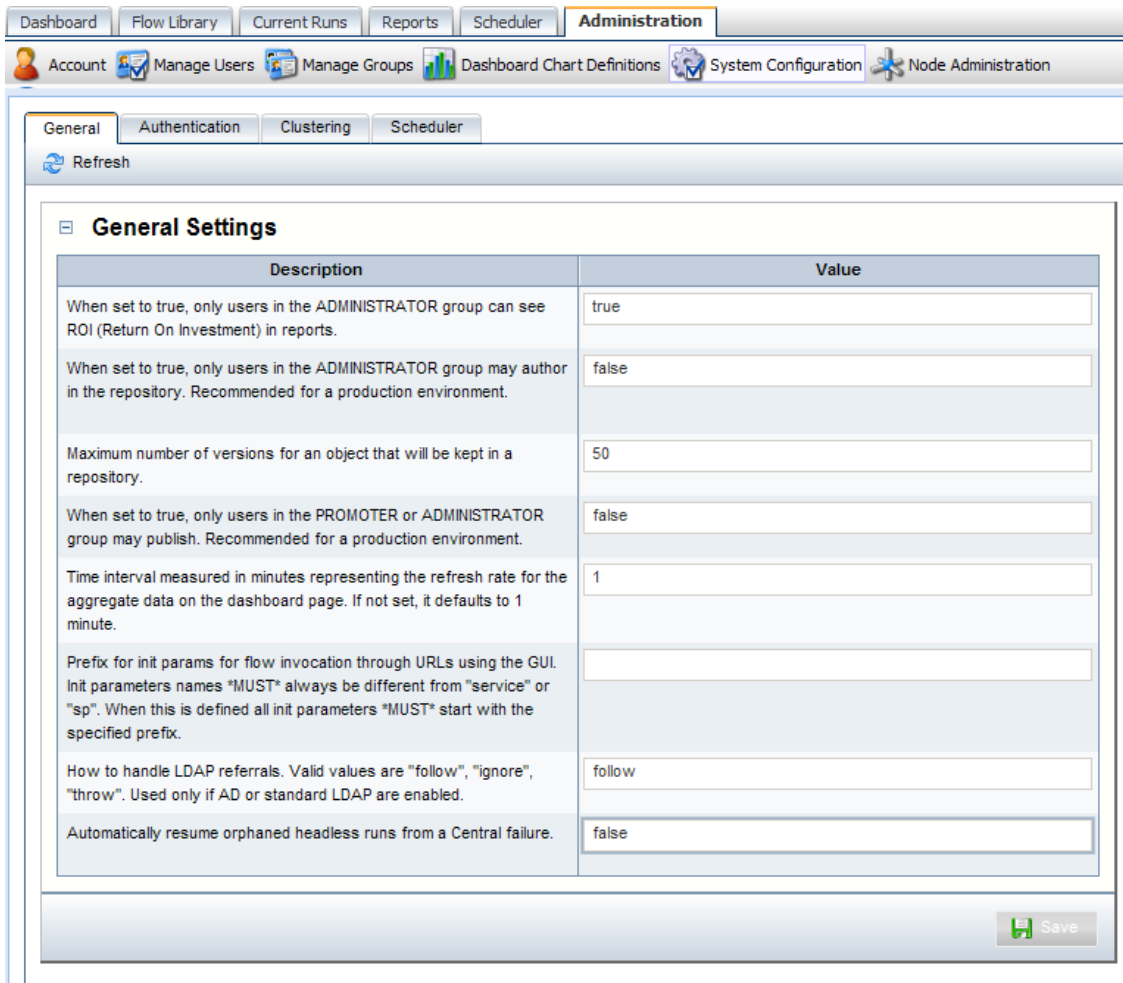 Dashboard Flow Library Current Runs Reports Scheduler Administration
Account Manage Users Manage Groups Dashboard Chart Definitions System Configuration Node Administration
General Authentication Clustering Scheduler
Refresh
General Settings
Description Value
When set to true, only users in the ADMINISTRATOR group can see true
ROI (Return On Investment) in reports.
When set to true, only users in the ADMINISTRATOR group may author false
in the repository. Recommended for a production environment.
Maximum number of versions for an object that will be kept in a 50
repository.
When set to true, only users in the PROMOTER or ADMINISTRATOR false
group may publish. Recommended for a production environment.
Time interval measured in minutes representing the refresh rate for the 1
aggregate data on the dashboard page. If not set, it defaults to 1
minute.
Prefix for init params for flow invocation through URLs using the GUI.
Init parameters names *MUST* always be different from "service" or
"sp". When this is defined all init parameters *MUST* start with the
specified prefix.
How to handle LDAP referrals. Valid values are "follow", "ignore", follow
"throw". Used only if AD or standard LDAP are enabled.
Automatically resume orphaned headless runs from a Central failure. false
Save